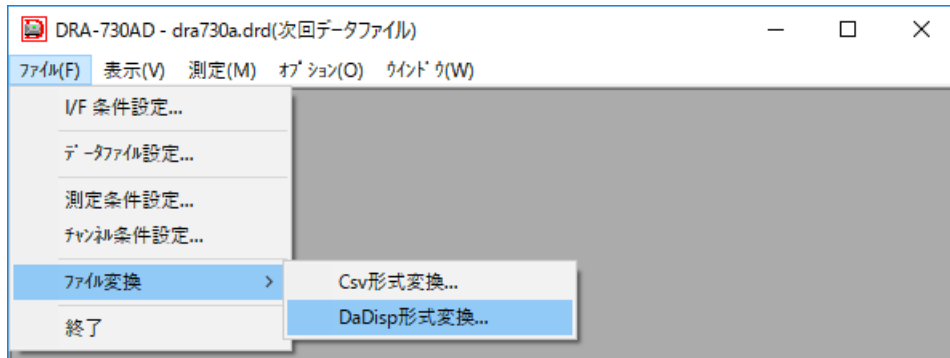 DRA-730AD - dra730a.drd(次回データファイル)
ﾌｧｲﾙ(F) 表示(V) 測定(M) ｵﾌﾟｼｮﾝ(O) ｳｲﾝﾄﾞｳ(W)
I/F 条件設定...
ﾃﾞｰﾀﾌｧｲﾙ設定...
測定条件設定...
ﾁｬﾝﾈﾙ条件設定...
ﾌｧｲﾙ変換 >
Csv形式変換...
DaDisp形式変換...
終了